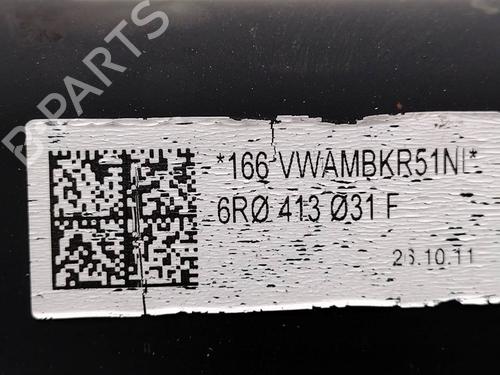 B-PARTS
*166 VWAMBKR51NL*
6RØ 413 Ø31 F
26.10.11